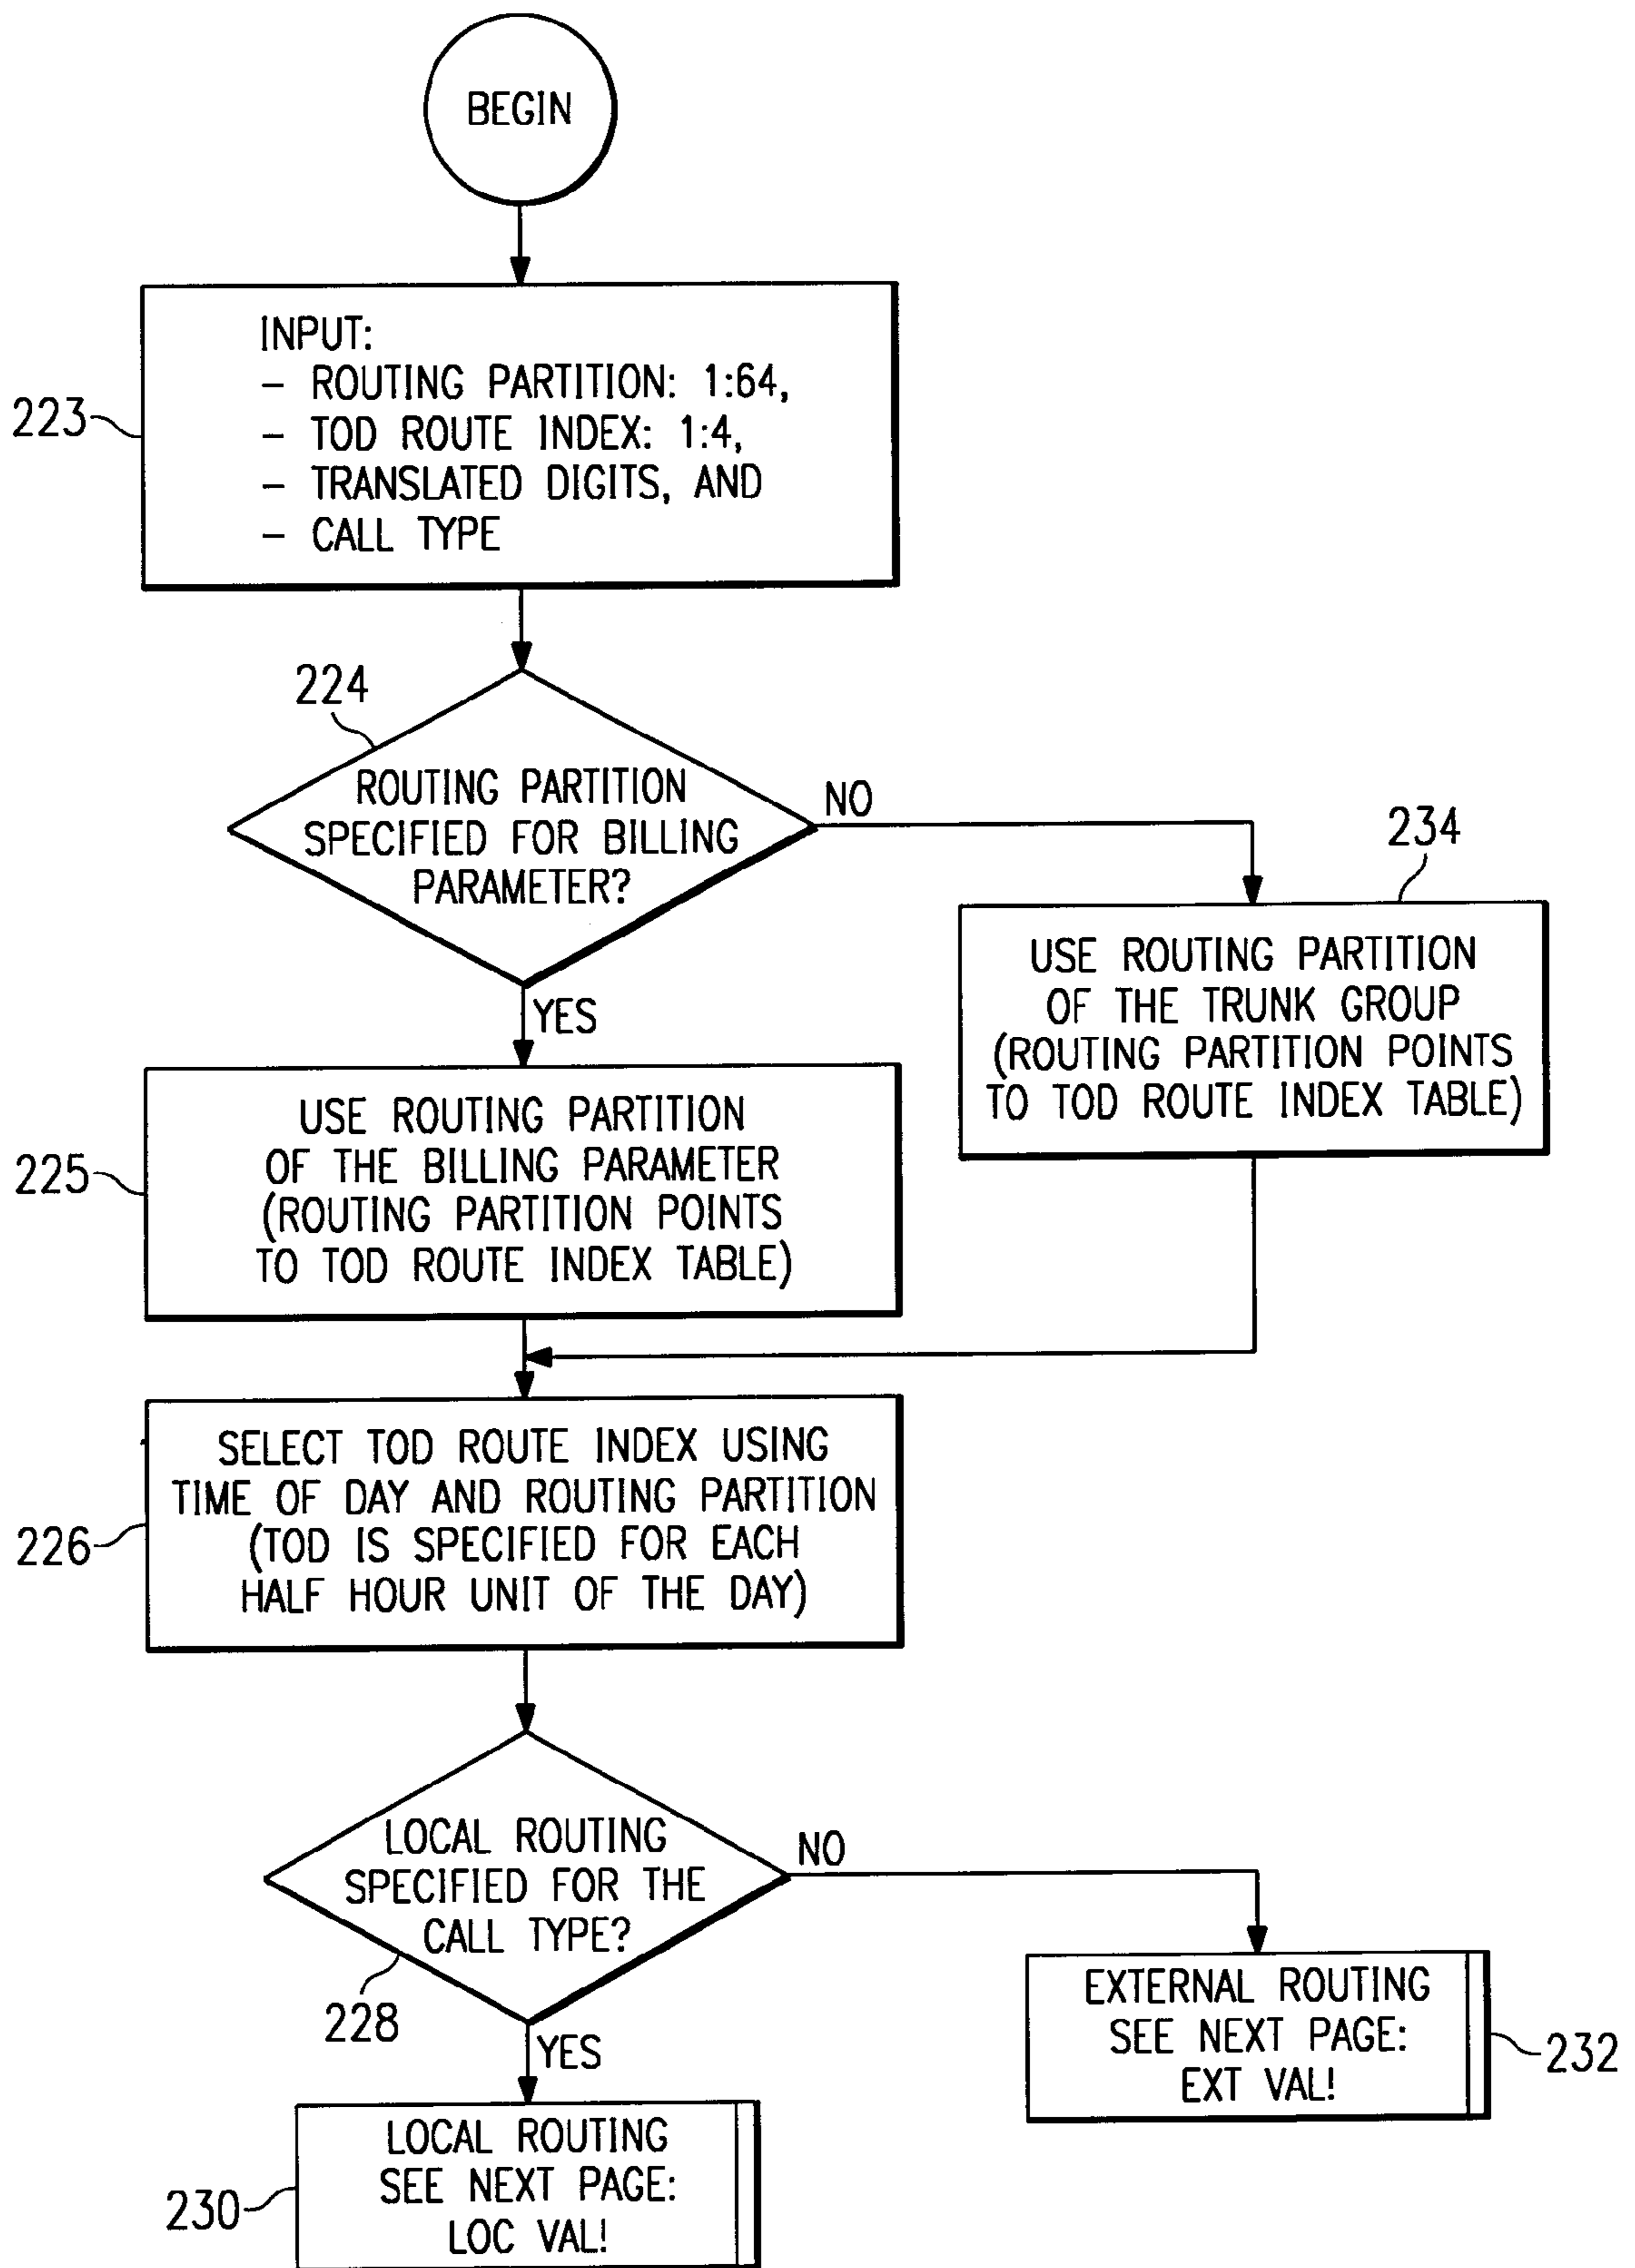 BEGIN
223
INPUT:
– ROUTING PARTITION: 1:64,
– TOD ROUTE INDEX: 1:4,
– TRANSLATED DIGITS, AND
– CALL TYPE
224
ROUTING PARTITION
SPECIFIED FOR BILLING
PARAMETER?
NO
YES
234
USE ROUTING PARTITION
OF THE TRUNK GROUP
(ROUTING PARTITION POINTS
TO TOD ROUTE INDEX TABLE)
225
USE ROUTING PARTITION
OF THE BILLING PARAMETER
(ROUTING PARTITION POINTS
TO TOD ROUTE INDEX TABLE)
226
SELECT TOD ROUTE INDEX USING
TIME OF DAY AND ROUTING PARTITION
(TOD IS SPECIFIED FOR EACH
HALF HOUR UNIT OF THE DAY)
LOCAL ROUTING
SPECIFIED FOR THE
CALL TYPE?
228
NO
YES
EXTERNAL ROUTING
SEE NEXT PAGE:
EXT VAL!
232
230
LOCAL ROUTING
SEE NEXT PAGE:
LOC VAL!